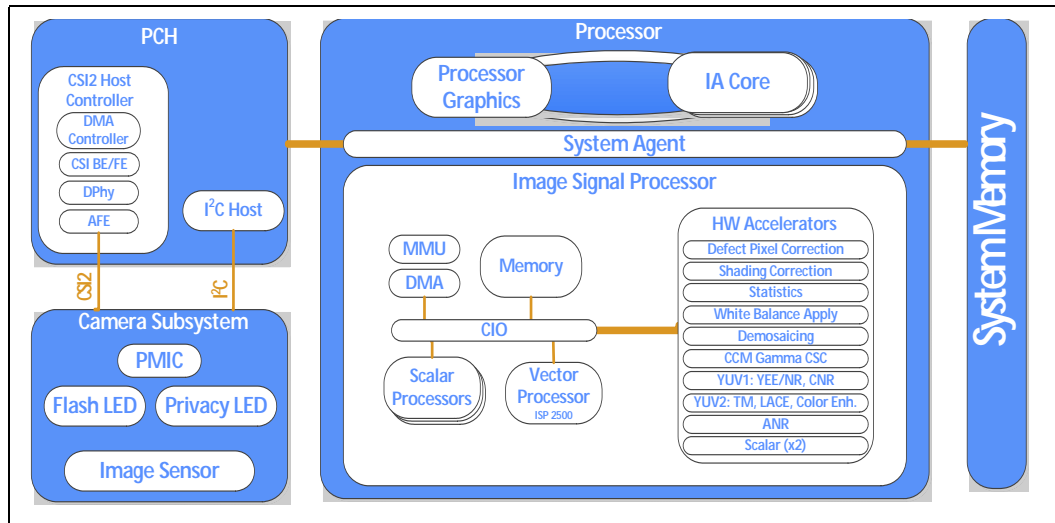 PCH
CSI2 Host
Controller
DMA
Controller
CSI BE/FE
DPhy
AFE
I²C Host
CSI2
I²C
Camera Subsystem
PMIC
Flash LED
Privacy LED
Image Sensor
Processor
Processor
Graphics
IA Core
System Agent
Image Signal Processor
MMU
DMA
Memory
CIO
Scalar
Processors
Vector
Processor
ISP 2500
HW Accelerators
Defect Pixel Correction
Shading Correction
Statistics
White Balance Apply
Demosaicing
CCM Gamma CSC
YUV1: YEE/NR, CNR
YUV2: TM, LACE, Color Enh.
ANR
Scalar (x2)
System Memory